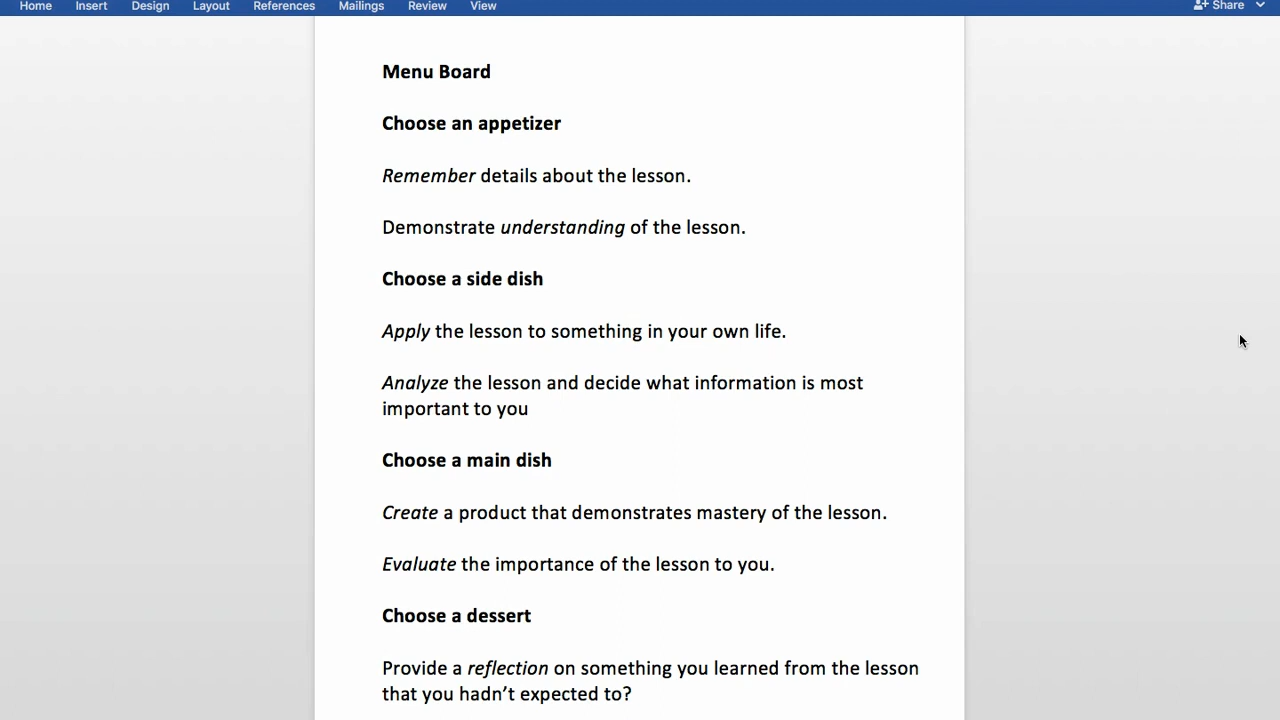 Home Insert Design Layout References Mailings Review View Share
Menu Board
Choose an appetizer
Remember details about the lesson.
Demonstrate understanding of the lesson.
Choose a side dish
Apply the lesson to something in your own life.
Analyze the lesson and decide what information is most
important to you
Choose a main dish
Create a product that demonstrates mastery of the lesson.
Evaluate the importance of the lesson to you.
Choose a dessert
Provide a reflection on something you learned from the lesson
that you hadn’t expected to?